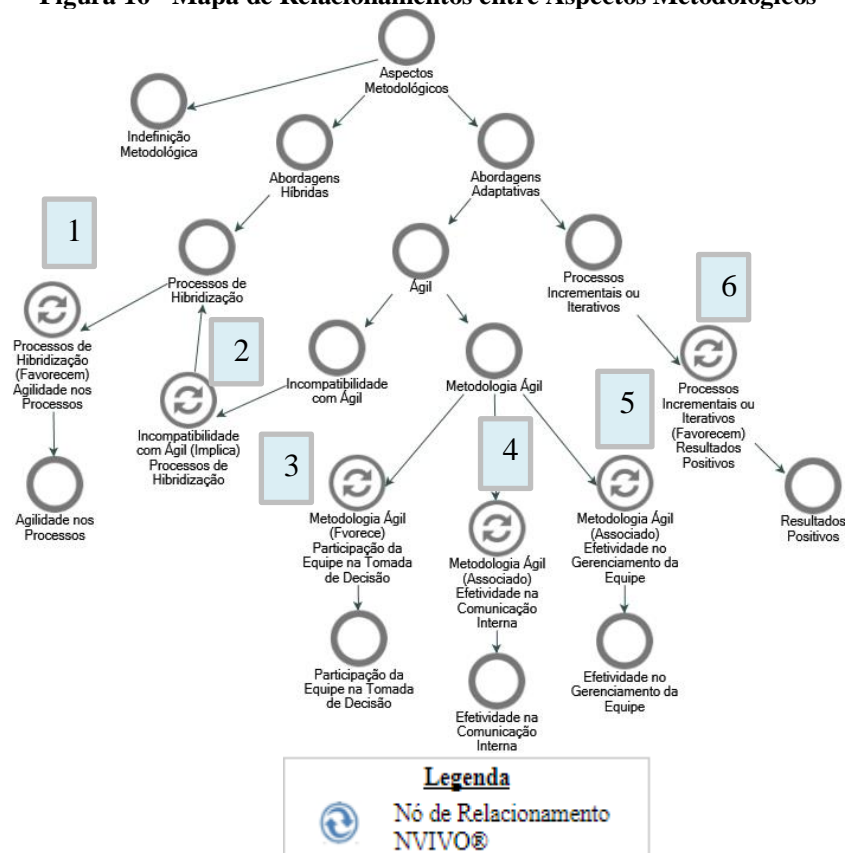 Figura 10 - Mapa de Relacionamentos entre Aspectos Metodológicos
Aspectos
Metodológicos
Indefinição
Metodológica
Abordagens
Híbridas
Abordagens
Adaptativas
1
Processos de
Hibridização
Ágil
Processos
Incrementais ou
Iterativos
6
Processos de
Hibridização
(Favorecem)
Agilidade nos
Processos
2
Incompatibilidade
com Ágil
Metodologia Ágil
Processos
Incrementais ou
Iterativos
(Favorecem)
Resultados
Positivos
Incompatibilidade
com Ágil (Implica)
Processos de
Hibridização
3
4
5
Agilidade nos
Processos
Metodologia Ágil
(Fvorece)
Participação da
Equipe na Tomada
de Decisão
Metodologia Ágil
(Associado)
Efetividade na
Comunicação
Interna
Metodologia Ágil
(Associado)
Efetividade no
Gerenciamento da
Equipe
Resultados
Positivos
Participação da
Equipe na Tomada
de Decisão
Efetividade na
Comunicação
Interna
Efetividade no
Gerenciamento da
Equipe
Legenda
Nó de Relacionamento
NVIVO®